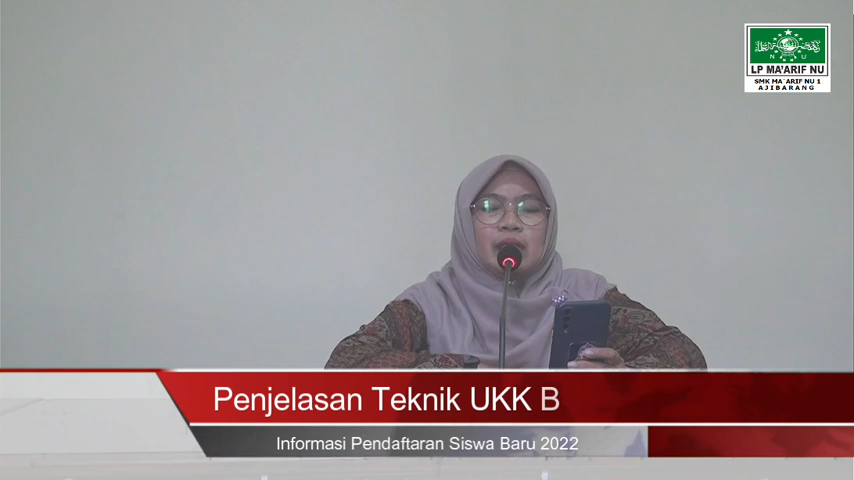 N U
LP MA'ARIF NU
SMK MA`ARIF NU 1
AJIBARANG
Penjelasan Teknik UKK B
Informasi Pendaftaran Siswa Baru 2022